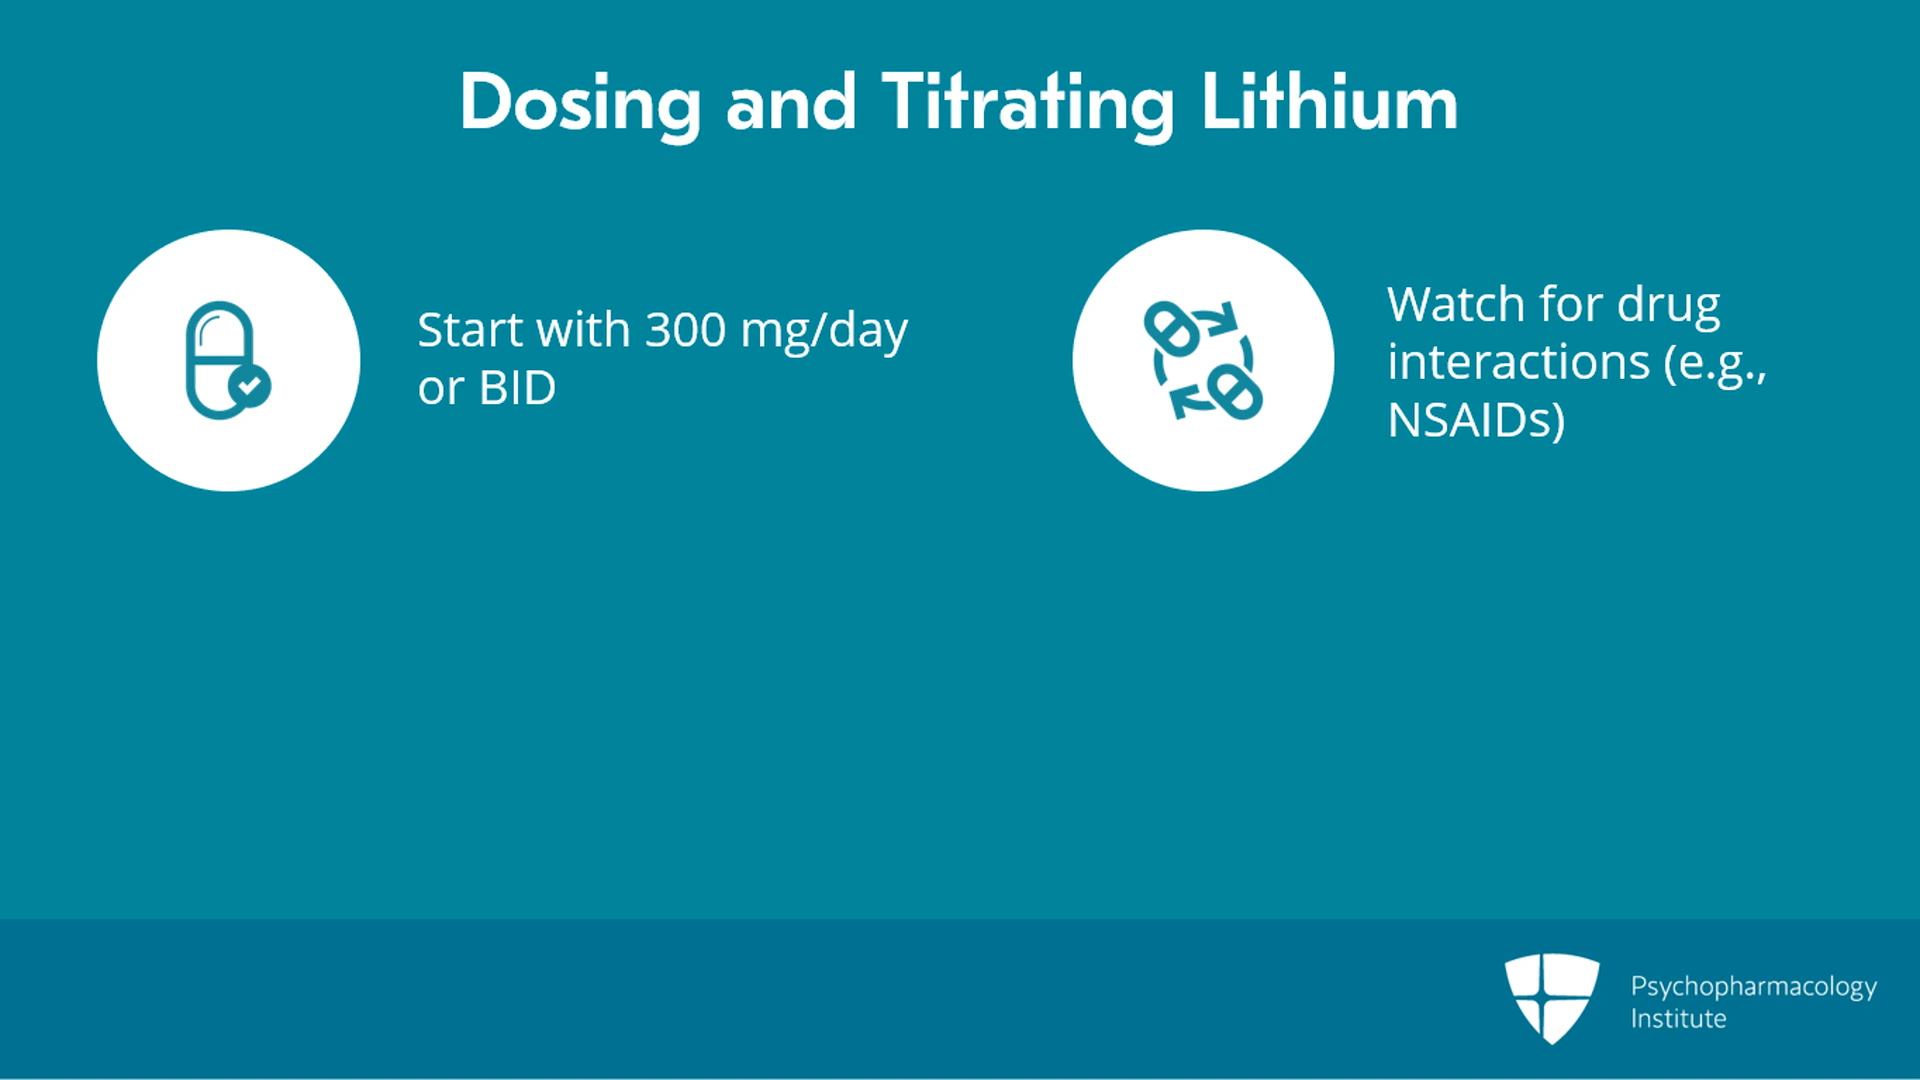 Dosing and Titrating Lithium
Start with 300 mg/day
or BID
Watch for drug
interactions (e.g.,
NSAIDs)
Psychopharmacology
Institute